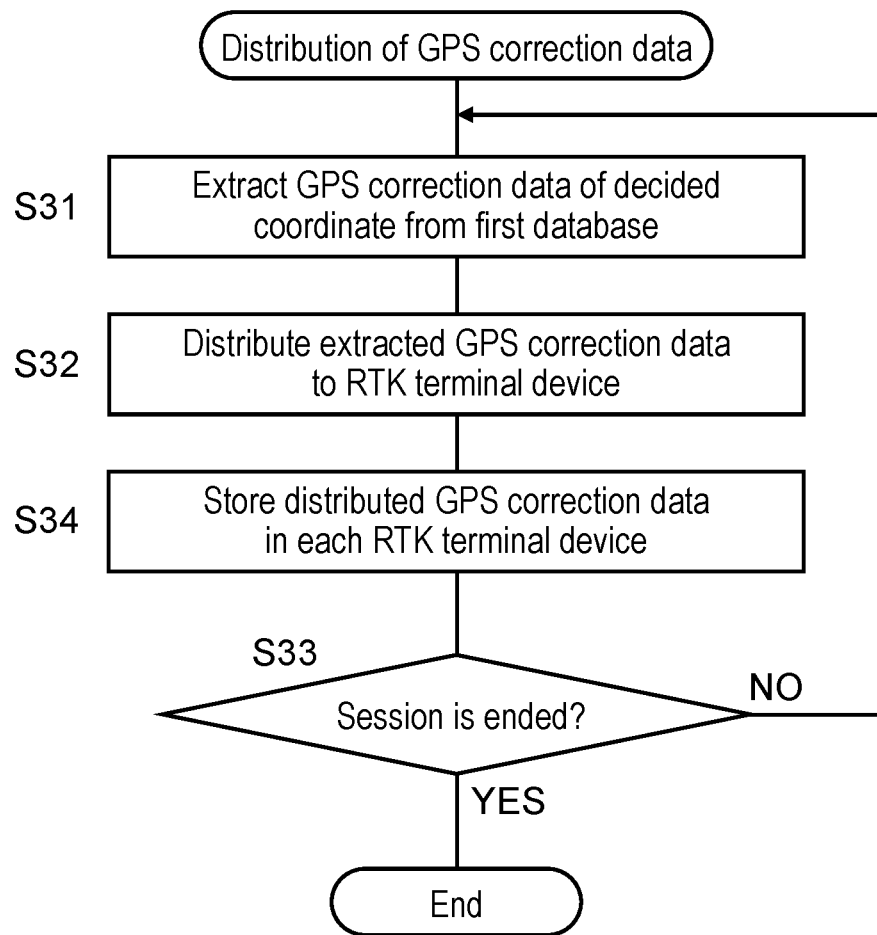 Distribution of GPS correction data
S31
Extract GPS correction data of decided
coordinate from first database
S32
Distribute extracted GPS correction data
to RTK terminal device
S34
Store distributed GPS correction data
in each RTK terminal device
S33
Session is ended?
NO
YES
End